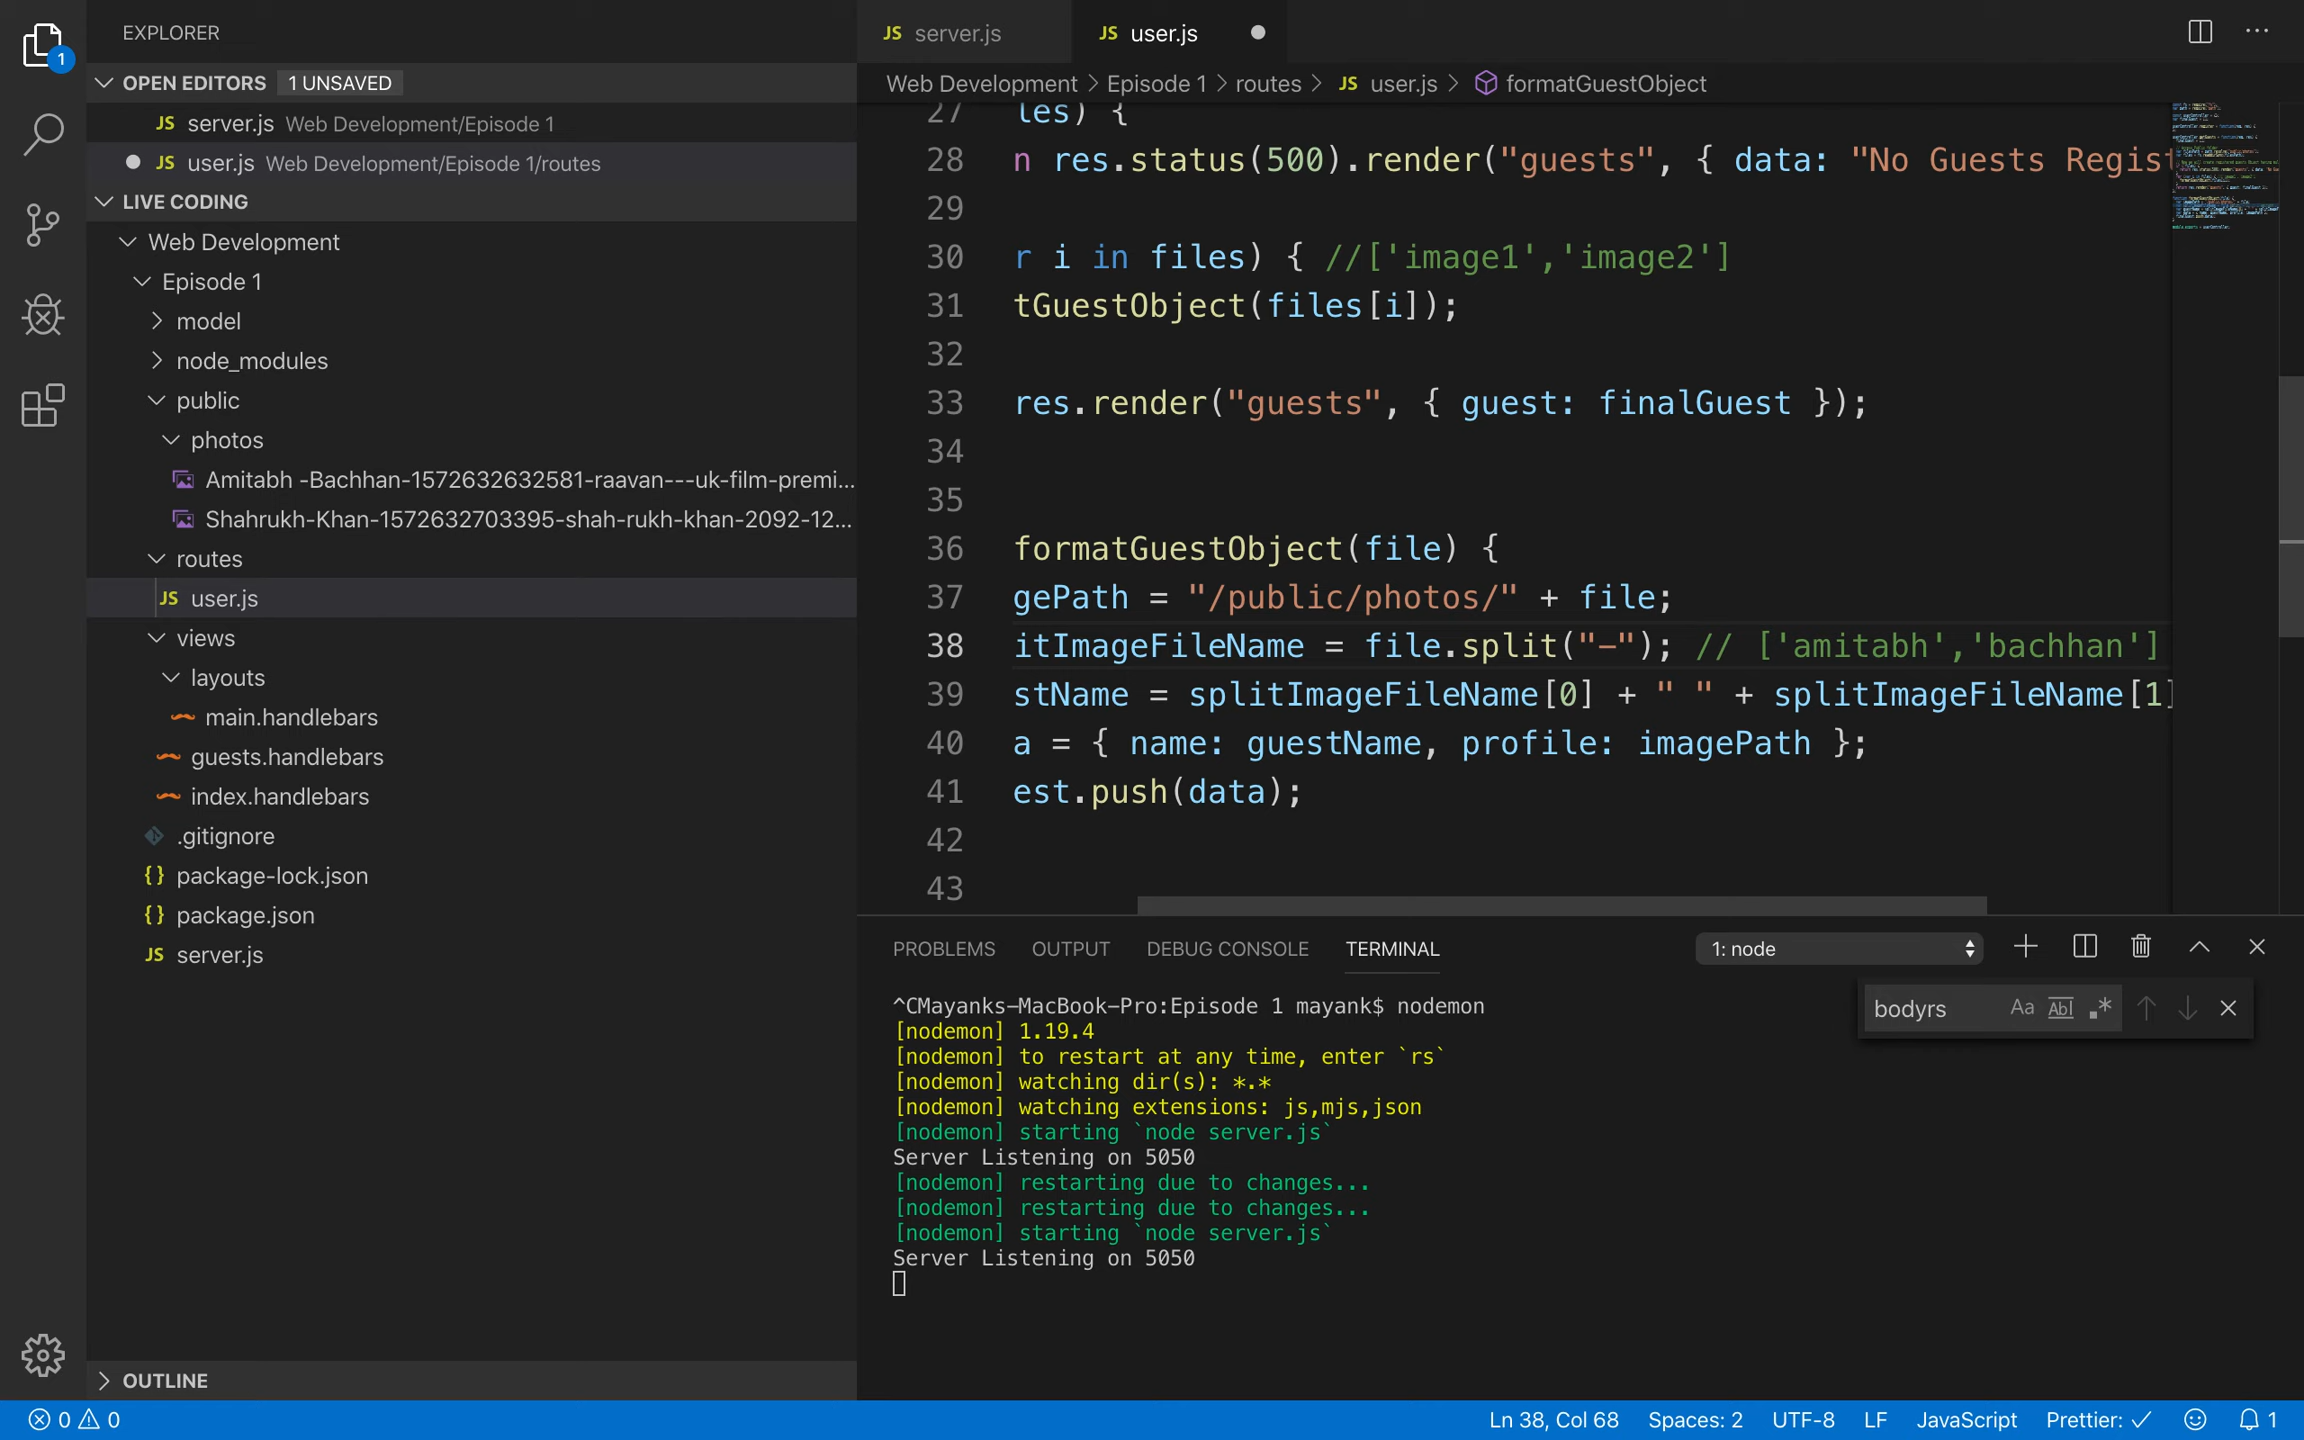 EXPLORER
1
OPEN EDITORS 1 UNSAVED
JS server.js Web Development/Episode 1
JS user.js Web Development/Episode 1/routes
LIVE CODING
Web Development
Episode 1
model
node_modules
public
photos
Amitabh -Bachhan-1572632632581-raavan---uk-film-premi...
Shahrukh-Khan-1572632703395-shah-rukh-khan-2092-12...
routes
JS user.js
views
layouts
main.handlebars
guests.handlebars
index.handlebars
.gitignore
{} package-lock.json
{} package.json
JS server.js
OUTLINE
JS server.js JS user.js
Web Development > Episode 1 > routes > JS user.js > formatGuestObject
27 les) {
28 n res.status(500).render("guests", { data: "No Guests Regist
29
30 r i in files) { //['image1','image2']
31 tGuestObject(files[i]);
32
33 res.render("guests", { guest: finalGuest });
34
35
36 formatGuestObject(file) {
37 gePath = "/public/photos/" + file;
38 itImageFileName = file.split("-"); // ['amitabh','bachhan']
39 stName = splitImageFileName[0] + " " + splitImageFileName[1]
40 a = { name: guestName, profile: imagePath };
41 est.push(data);
42
43
PROBLEMS OUTPUT DEBUG CONSOLE TERMINAL 1: node
bodyrs Aa Abl .*
^CMayanks-MacBook-Pro:Episode 1 mayank$ nodemon
[nodemon] 1.19.4
[nodemon] to restart at any time, enter `rs`
[nodemon] watching dir(s): *.*
[nodemon] watching extensions: js,mjs,json
[nodemon] starting `node server.js`
Server Listening on 5050
[nodemon] restarting due to changes...
[nodemon] restarting due to changes...
[nodemon] starting `node server.js`
Server Listening on 5050
0 0 Ln 38, Col 68 Spaces: 2 UTF-8 LF JavaScript Prettier: ✓ 1